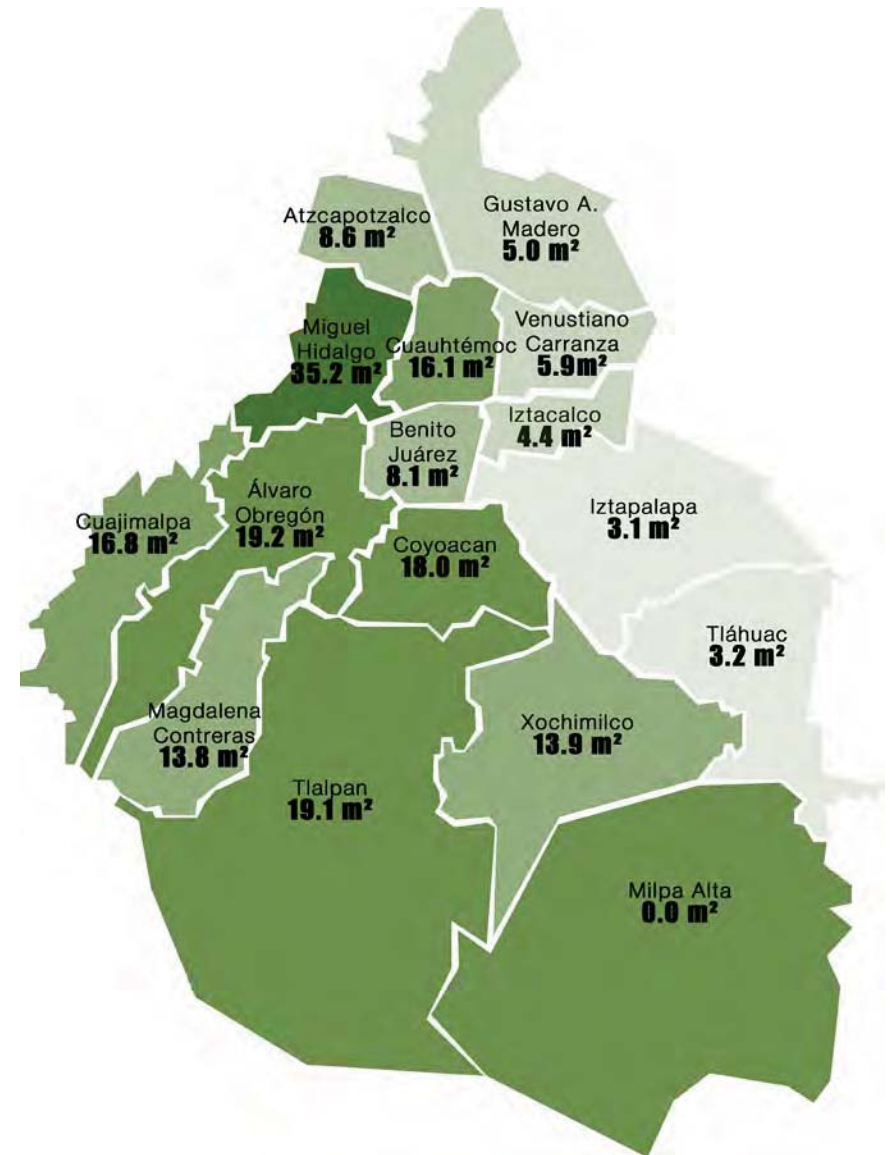 Gustavo A.
Madero
5.0 m²
Atzcapotzalco
8.6 m²
Miguel
Hidalgo
35.2 m²
Cuauhtémoc
16.1 m²
Venustiano
Carranza
5.9m²
Iztacalco
4.4 m²
Benito
Juárez
8.1 m²
Cuajimalpa
16.8 m²
Álvaro
Obregón
19.2 m²
Coyoacan
18.0 m²
Iztapalapa
3.1 m²
Tláhuac
3.2 m²
Magdalena
Contreras
13.8 m²
Xochimilco
13.9 m²
Tlalpan
19.1 m²
Milpa Alta
0.0 m²